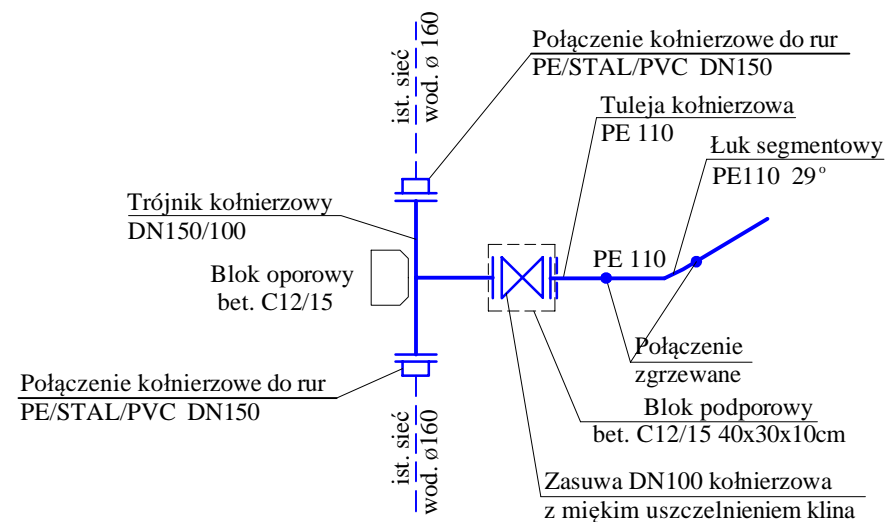 ist. sieć
wod. ø 160
Połączenie kołnierzowe do rur
PE/STAL/PVC DN150
Tuleja kołnierzowa
PE 110
Łuk segmentowy
PE110 29°
Trójnik kołnierzowy
DN150/100
Blok oporowy
bet. C12/15
PE 110
Połączenie
zgrzewane
Połączenie kołnierzowe do rur
PE/STAL/PVC DN150
Blok podporowy
bet. C12/15 40x30x10cm
ist. sieć
wod. ø160
Zasuwa DN100 kołnierzowa
z miękim uszczelnieniem klina